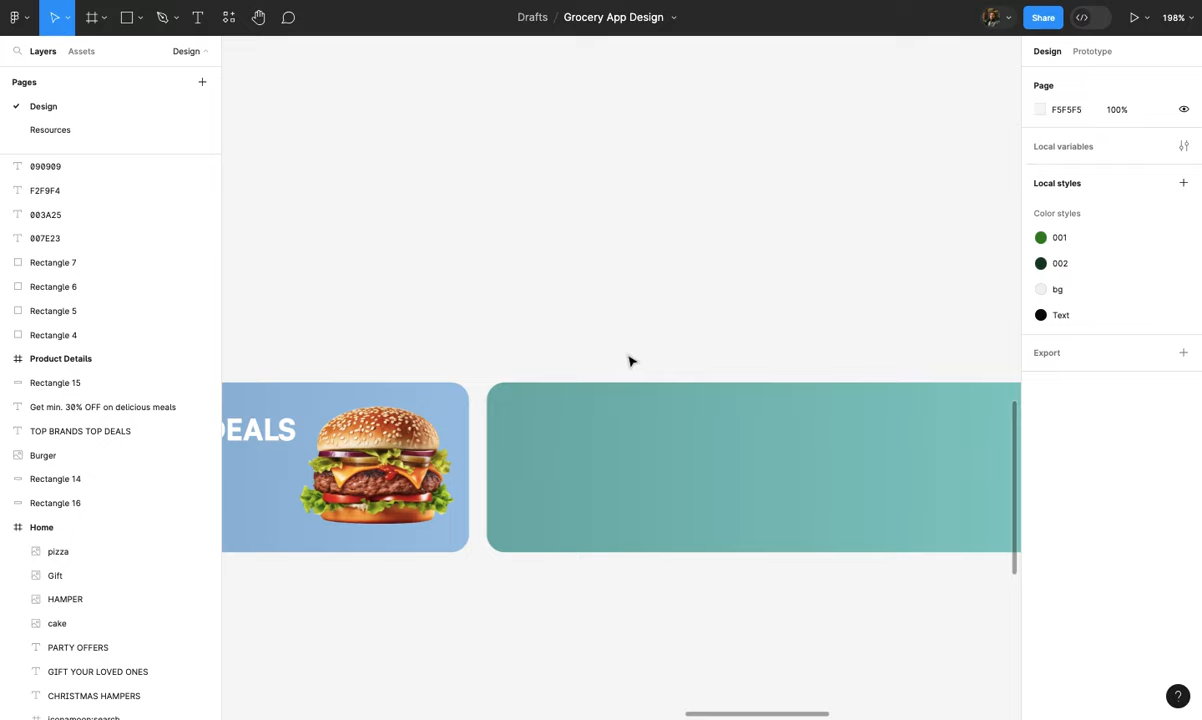 Drafts / Grocery App Design
Share
198%
Layers
Assets
Design
Pages
Design
Resources
090909
F2F9F4
003A25
007E23
Rectangle 7
Rectangle 6
Rectangle 5
Rectangle 4
Product Details
Rectangle 15
Get min. 30% OFF on delicious meals
TOP BRANDS TOP DEALS
Burger
Rectangle 14
Rectangle 16
Home
pizza
Gift
HAMPER
cake
PARTY OFFERS
GIFT YOUR LOVED ONES
CHRISTMAS HAMPERS
iconamoon:search
DEALS
Design
Prototype
Page
F5F5F5
100%
Local variables
Local styles
Color styles
001
002
bg
Text
Export
?